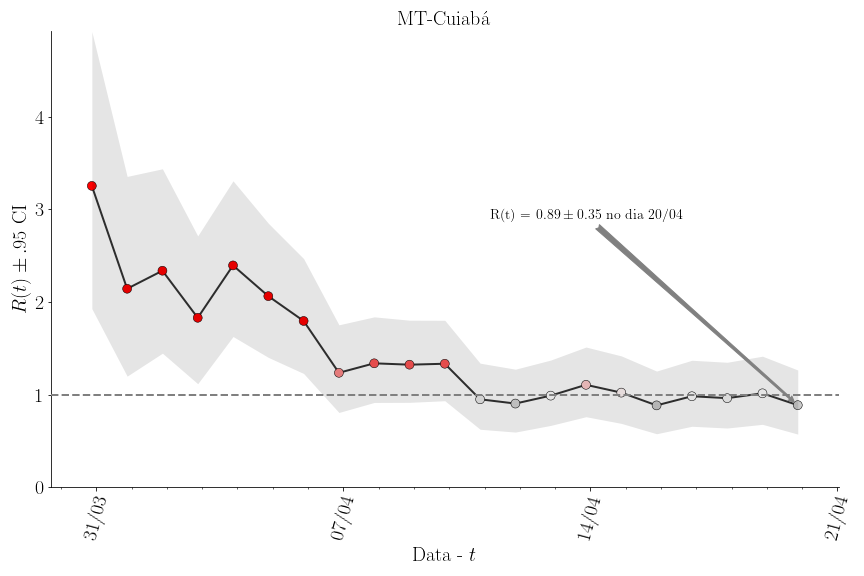 MT-Cuiabá
R(t) ± .95 CI
4
3
2
1
0
R(t) = 0.89 ± 0.35 no dia 20/04
31/03
07/04
14/04
21/04
Data - t